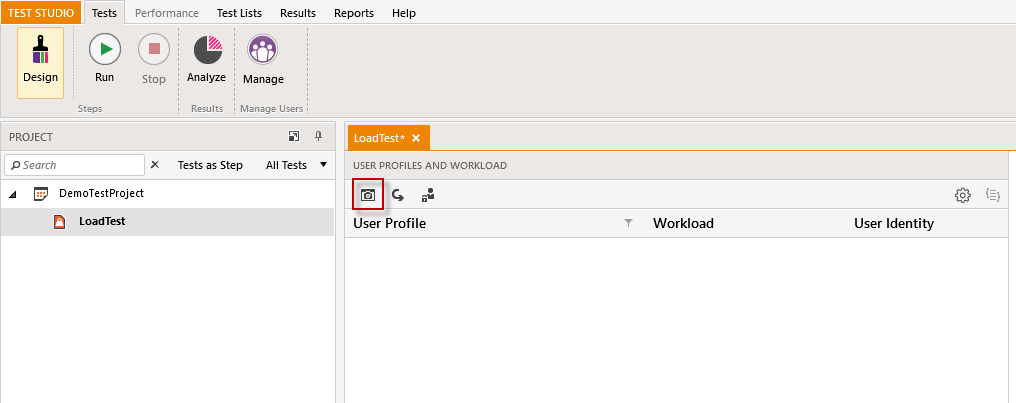 TEST STUDIO Tests Performance Test Lists Results Reports Help
Design Run Stop Analyze Manage
Steps Results Manage Users
PROJECT
Search Tests as Step All Tests
DemoTestProject
LoadTest
LoadTest*
USER PROFILES AND WORKLOAD
User Profile Workload User Identity